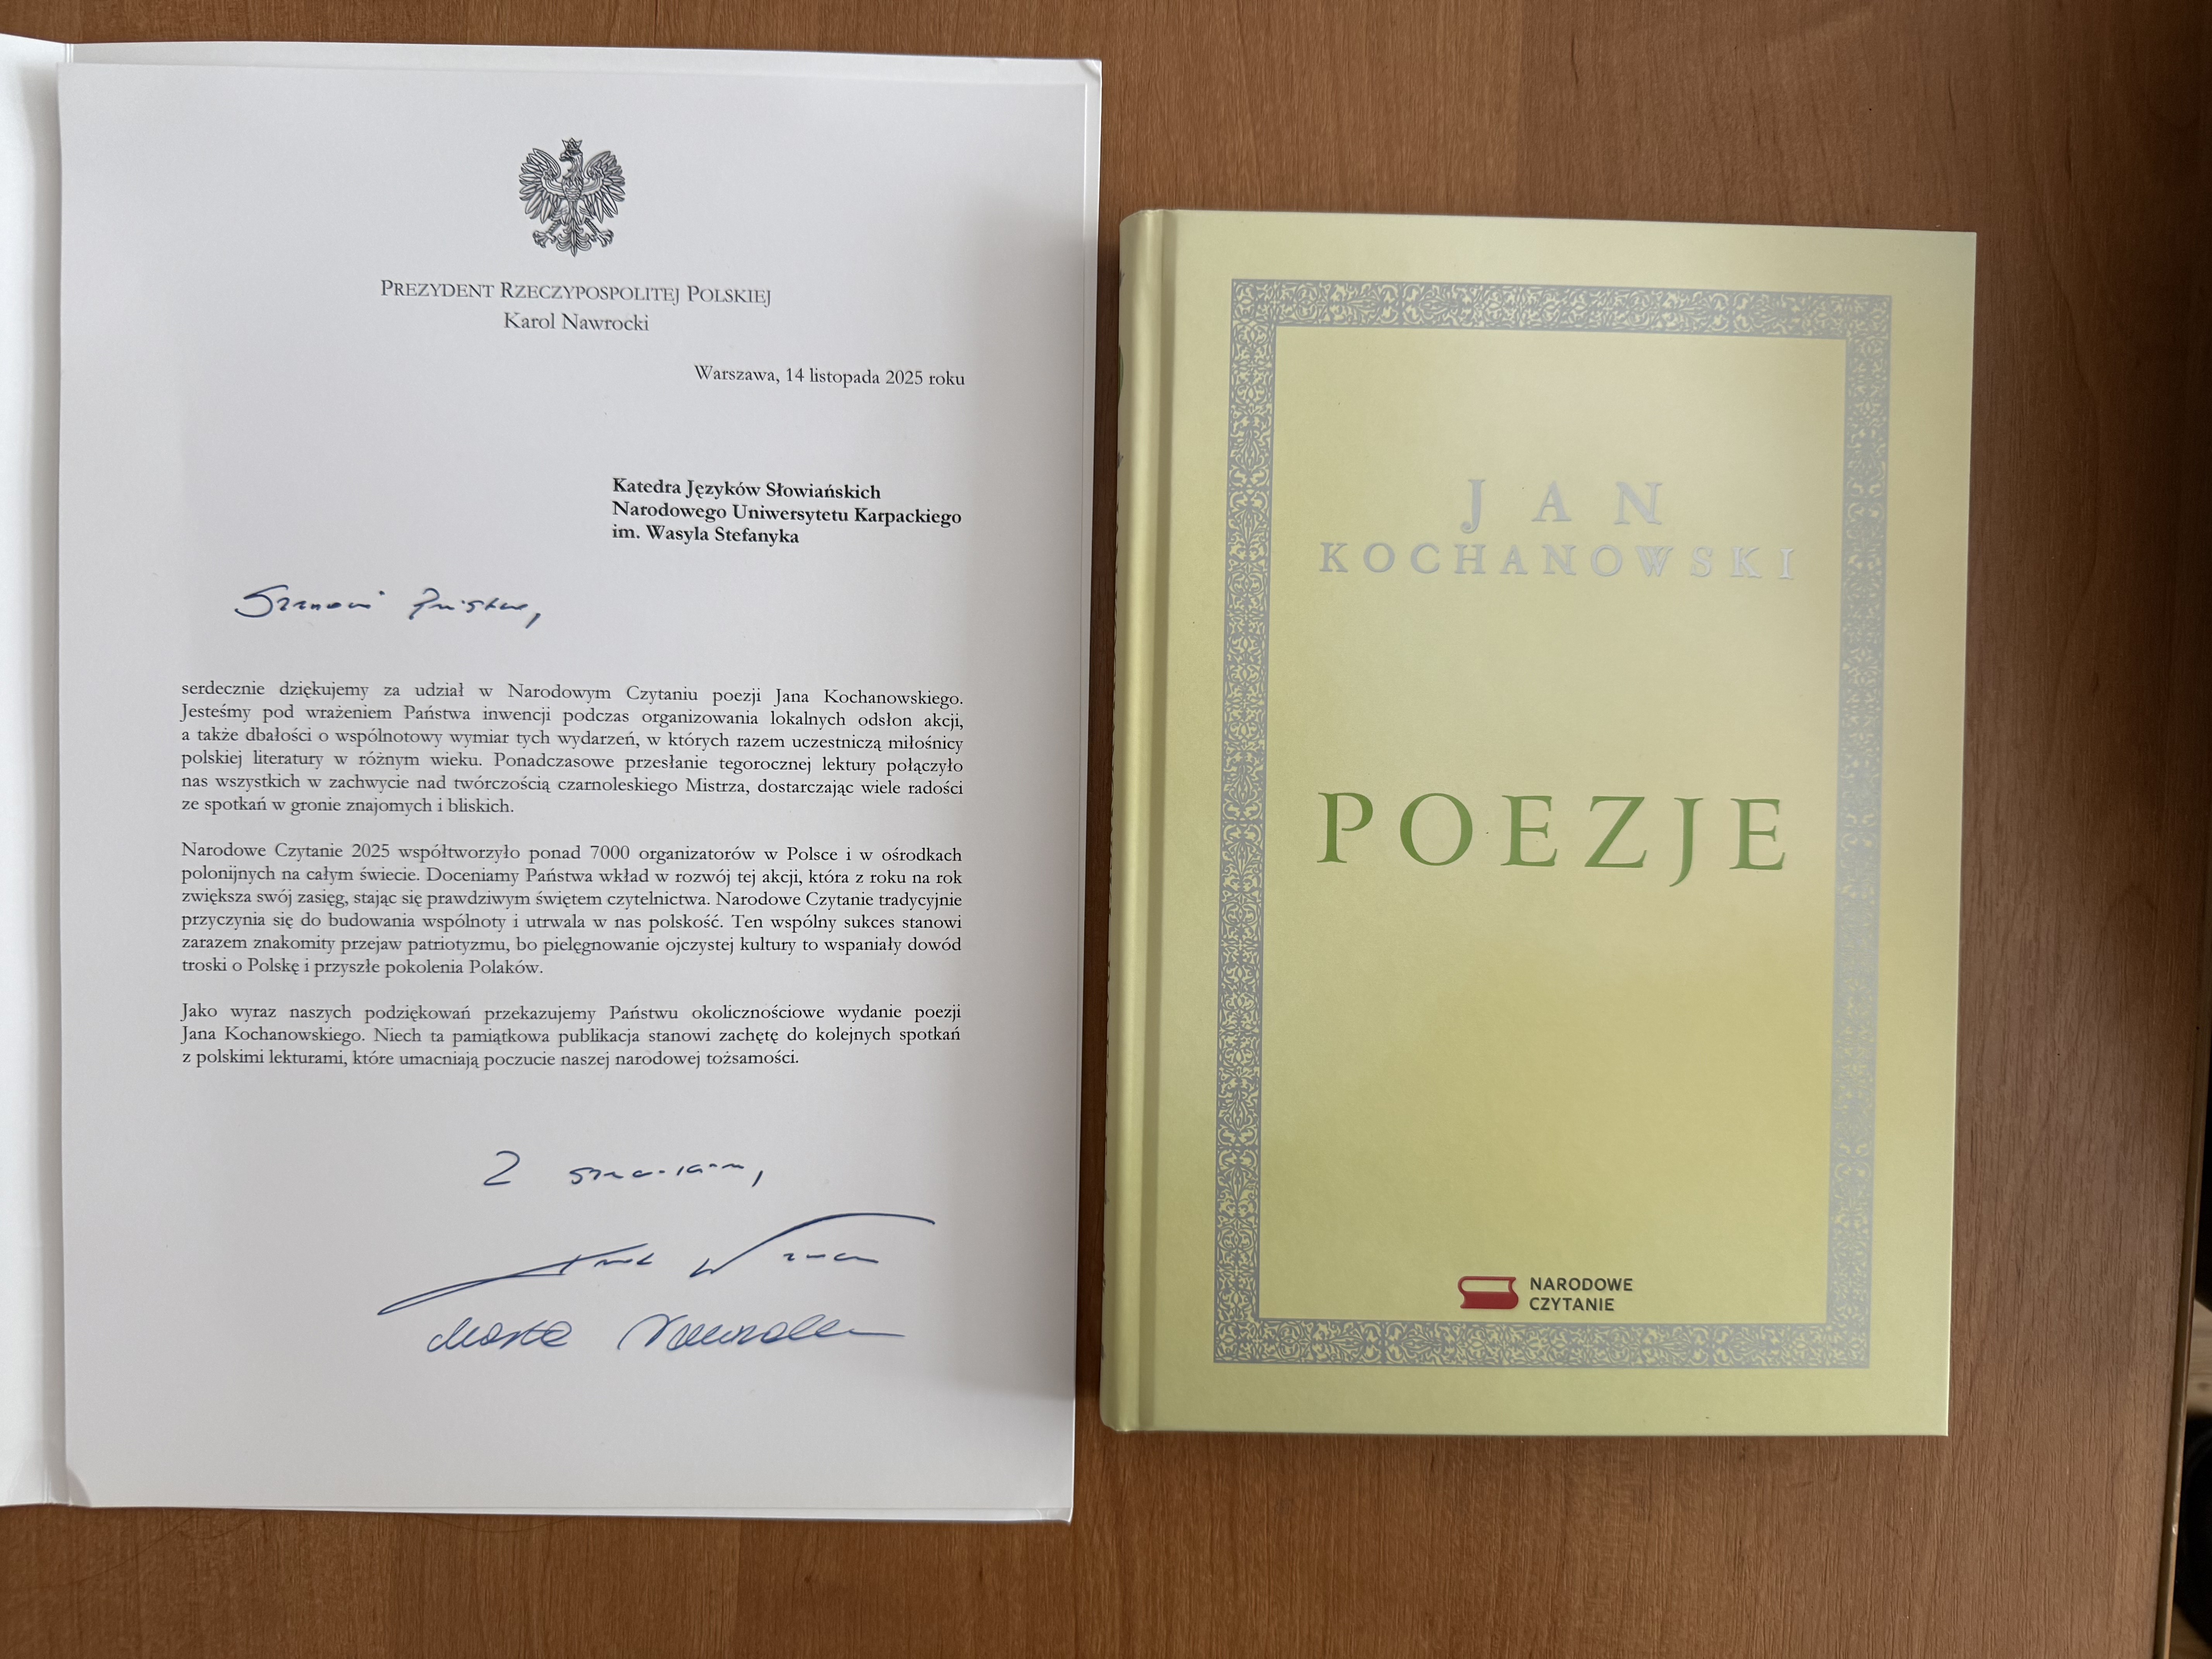 PREZYDENT RZECZYPOSPOLITEJ POLSKIEJ
Karol Nawrocki
Warszawa, 14 listopada 2025 roku
Katedra Języków Słowiańskich
Narodowego Uniwersytetu Karpackiego
im. Wasyla Stefanyka
Szanowni Państwo,
serdecznie dziękujemy za udział w Narodowym Czytaniu poezji Jana Kochanowskiego.
Jesteśmy pod wrażeniem Państwa inwencji podczas organizowania lokalnych odsłon akcji,
a także dbałości o wspólnotowy wymiar tych wydarzeń, w których razem uczestniczą miłośnicy
polskiej literatury w różnym wieku. Ponadczasowe przesłanie tegorocznej lektury połączyło
nas wszystkich w zachwycie nad twórczością czarnoleskiego Mistrza, dostarczając wiele radości
ze spotkań w gronie znajomych i bliskich.
Narodowe Czytanie 2025 współtworzyło ponad 7000 organizatorów w Polsce i w ośrodkach
polonijnych na całym świecie. Doceniamy Państwa wkład w rozwój tej akcji, która z roku na rok
zwiększa swój zasięg, stając się prawdziwym świętem czytelnictwa. Narodowe Czytanie tradycyjnie
przyczynia się do budowania wspólnoty i utrwala w nas polskość. Ten wspólny sukces stanowi
zarazem znakomity przejaw patriotyzmu, bo pielęgnowanie ojczystej kultury to wspaniały dowód
troski o Polskę i przyszłe pokolenia Polaków.
Jako wyraz naszych podziękowań przekazujemy Państwu okolicznościowe wydanie poezji
Jana Kochanowskiego. Niech ta pamiątkowa publikacja stanowi zachętę do kolejnych spotkań
z polskimi lekturami, które umacniają poczucie naszej narodowej tożsamości.
Z szacunkiem,
Marta Nawrocka
JAN
KOCHANOWSKI
POEZJE
NARODOWE
CZYTANIE